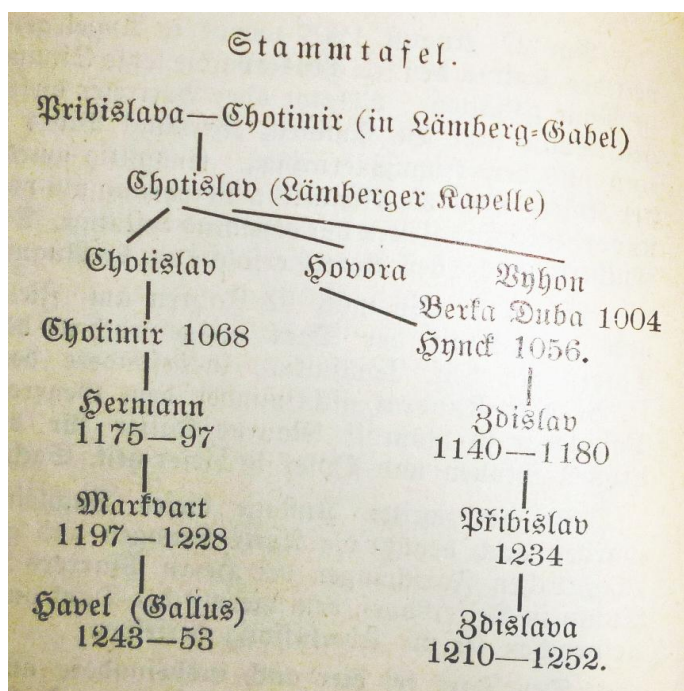 Stammtafel.
Pribislava—Chotimir (in Lämberg-Gabel)
Chotislav (Lämberger Kapelle)
Chotislav
Hovora
Vyhon
Berka Duba 1004
Chotimir 1068
Hynck 1056.
Hermann
1175—97
Zdislav
1140—1180
Markvart
1197—1228
Přibislav
1234
Havel (Gallus)
1243—53
Zdislava
1210—1252.